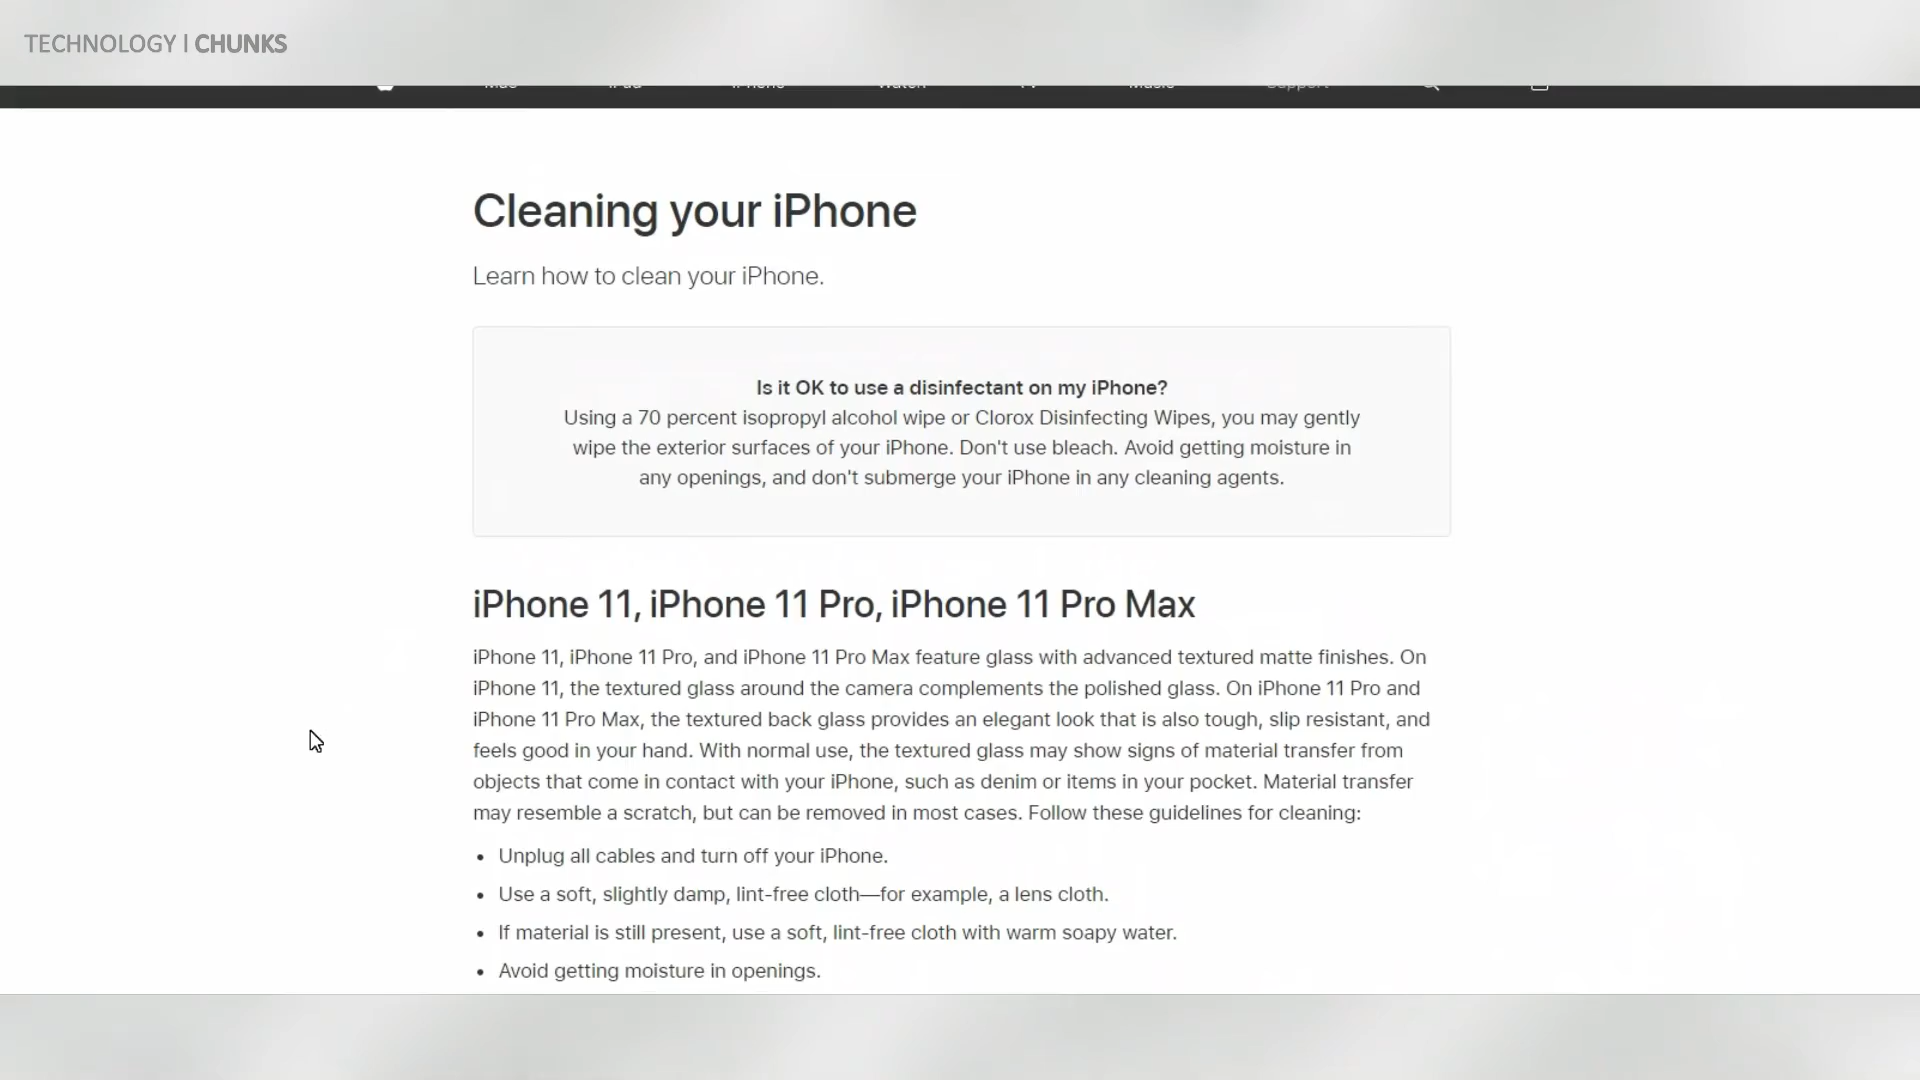 TECHNOLOGY | CHUNKS
Mac iPad iPhone Watch TV Music Support
Cleaning your iPhone
Learn how to clean your iPhone.
Is it OK to use a disinfectant on my iPhone?
Using a 70 percent isopropyl alcohol wipe or Clorox Disinfecting Wipes, you may gently
wipe the exterior surfaces of your iPhone. Don't use bleach. Avoid getting moisture in
any openings, and don't submerge your iPhone in any cleaning agents.
iPhone 11, iPhone 11 Pro, iPhone 11 Pro Max
iPhone 11, iPhone 11 Pro, and iPhone 11 Pro Max feature glass with advanced textured matte finishes. On
iPhone 11, the textured glass around the camera complements the polished glass. On iPhone 11 Pro and
iPhone 11 Pro Max, the textured back glass provides an elegant look that is also tough, slip resistant, and
feels good in your hand. With normal use, the textured glass may show signs of material transfer from
objects that come in contact with your iPhone, such as denim or items in your pocket. Material transfer
may resemble a scratch, but can be removed in most cases. Follow these guidelines for cleaning:
• Unplug all cables and turn off your iPhone.
• Use a soft, slightly damp, lint-free cloth—for example, a lens cloth.
• If material is still present, use a soft, lint-free cloth with warm soapy water.
• Avoid getting moisture in openings.